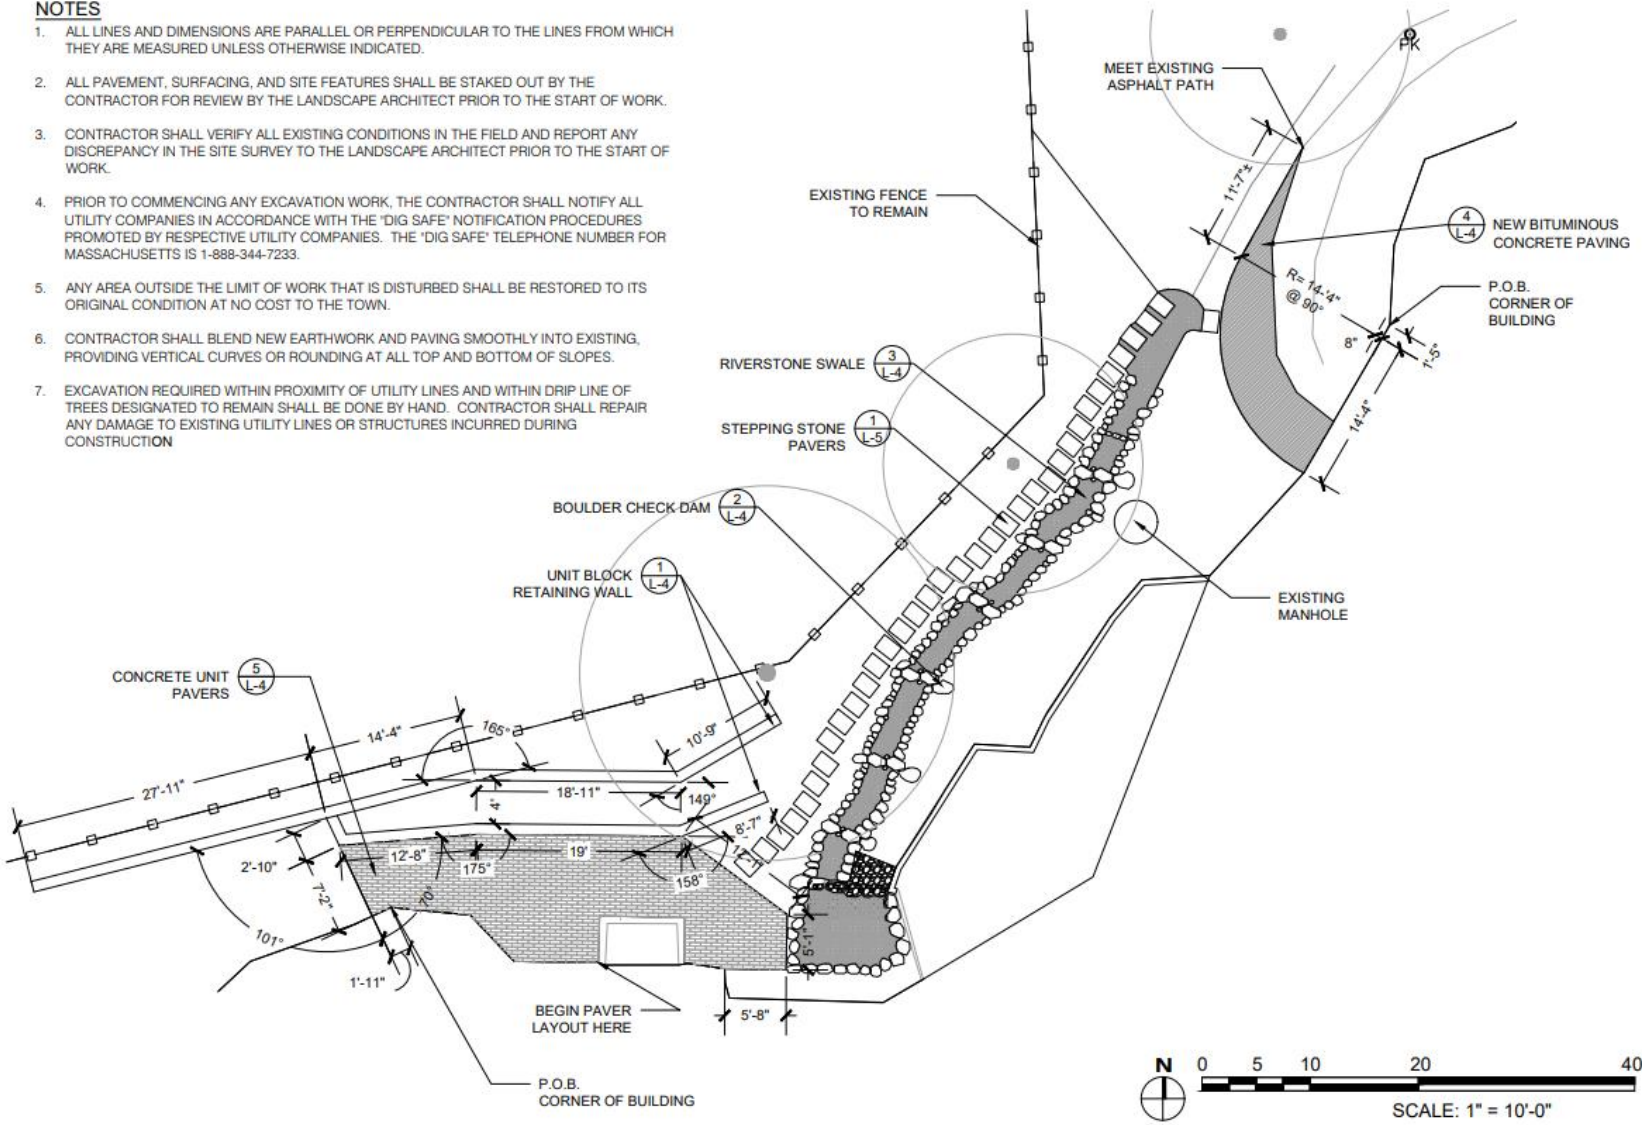 NOTES
1. ALL LINES AND DIMENSIONS ARE PARALLEL OR PERPENDICULAR TO THE LINES FROM WHICH
THEY ARE MEASURED UNLESS OTHERWISE INDICATED.
2. ALL PAVEMENT, SURFACING, AND SITE FEATURES SHALL BE STAKED OUT BY THE
CONTRACTOR FOR REVIEW BY THE LANDSCAPE ARCHITECT PRIOR TO THE START OF WORK.
3. CONTRACTOR SHALL VERIFY ALL EXISTING CONDITIONS IN THE FIELD AND REPORT ANY
DISCREPANCY IN THE SITE SURVEY TO THE LANDSCAPE ARCHITECT PRIOR TO THE START OF
WORK.
4. PRIOR TO COMMENCING ANY EXCAVATION WORK, THE CONTRACTOR SHALL NOTIFY ALL
UTILITY COMPANIES IN ACCORDANCE WITH THE "DIG SAFE" NOTIFICATION PROCEDURES
PROMOTED BY RESPECTIVE UTILITY COMPANIES. THE "DIG SAFE" TELEPHONE NUMBER FOR
MASSACHUSETTS IS 1-888-344-7233.
5. ANY AREA OUTSIDE THE LIMIT OF WORK THAT IS DISTURBED SHALL BE RESTORED TO ITS
ORIGINAL CONDITION AT NO COST TO THE TOWN.
6. CONTRACTOR SHALL BLEND NEW EARTHWORK AND PAVING SMOOTHLY INTO EXISTING,
PROVIDING VERTICAL CURVES OR ROUNDING AT ALL TOP AND BOTTOM OF SLOPES.
7. EXCAVATION REQUIRED WITHIN PROXIMITY OF UTILITY LINES AND WITHIN DRIP LINE OF
TREES DESIGNATED TO REMAIN SHALL BE DONE BY HAND. CONTRACTOR SHALL REPAIR
ANY DAMAGE TO EXISTING UTILITY LINES OR STRUCTURES INCURRED DURING
CONSTRUCTION
PK
MEET EXISTING
ASPHALT PATH
11'-7"±
EXISTING FENCE
TO REMAIN
4
L-4
NEW BITUMINOUS
CONCRETE PAVING
R= 14'-4"
@ 90°
P.O.B.
CORNER OF
BUILDING
8"
1'-5"
14'-4"
RIVERSTONE SWALE
3
L-4
STEPPING STONE
PAVERS
1
L-5
BOULDER CHECK DAM
2
L-4
UNIT BLOCK
RETAINING WALL
1
L-4
EXISTING
MANHOLE
CONCRETE UNIT
PAVERS
5
L-4
14'-4"
165°
10'-9"
27'-11"
18'-11"
4'
149°
8'-7"
2'-10"
12'-8"
175°
19'
158°
7'-2"
70°
101°
5'-1"
1'-11"
BEGIN PAVER
LAYOUT HERE
5'-8"
P.O.B.
CORNER OF BUILDING
N
0 5 10 20 40
SCALE: 1" = 10'-0"